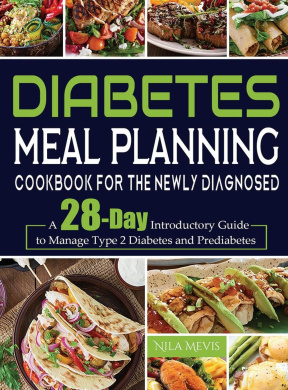 DIABETES
MEAL PLANNING
COOKBOOK FOR THE NEWLY DIAGNOSED
A 28-Day Introductory Guide
to Manage Type 2 Diabetes and Prediabetes
NILA MEVIS